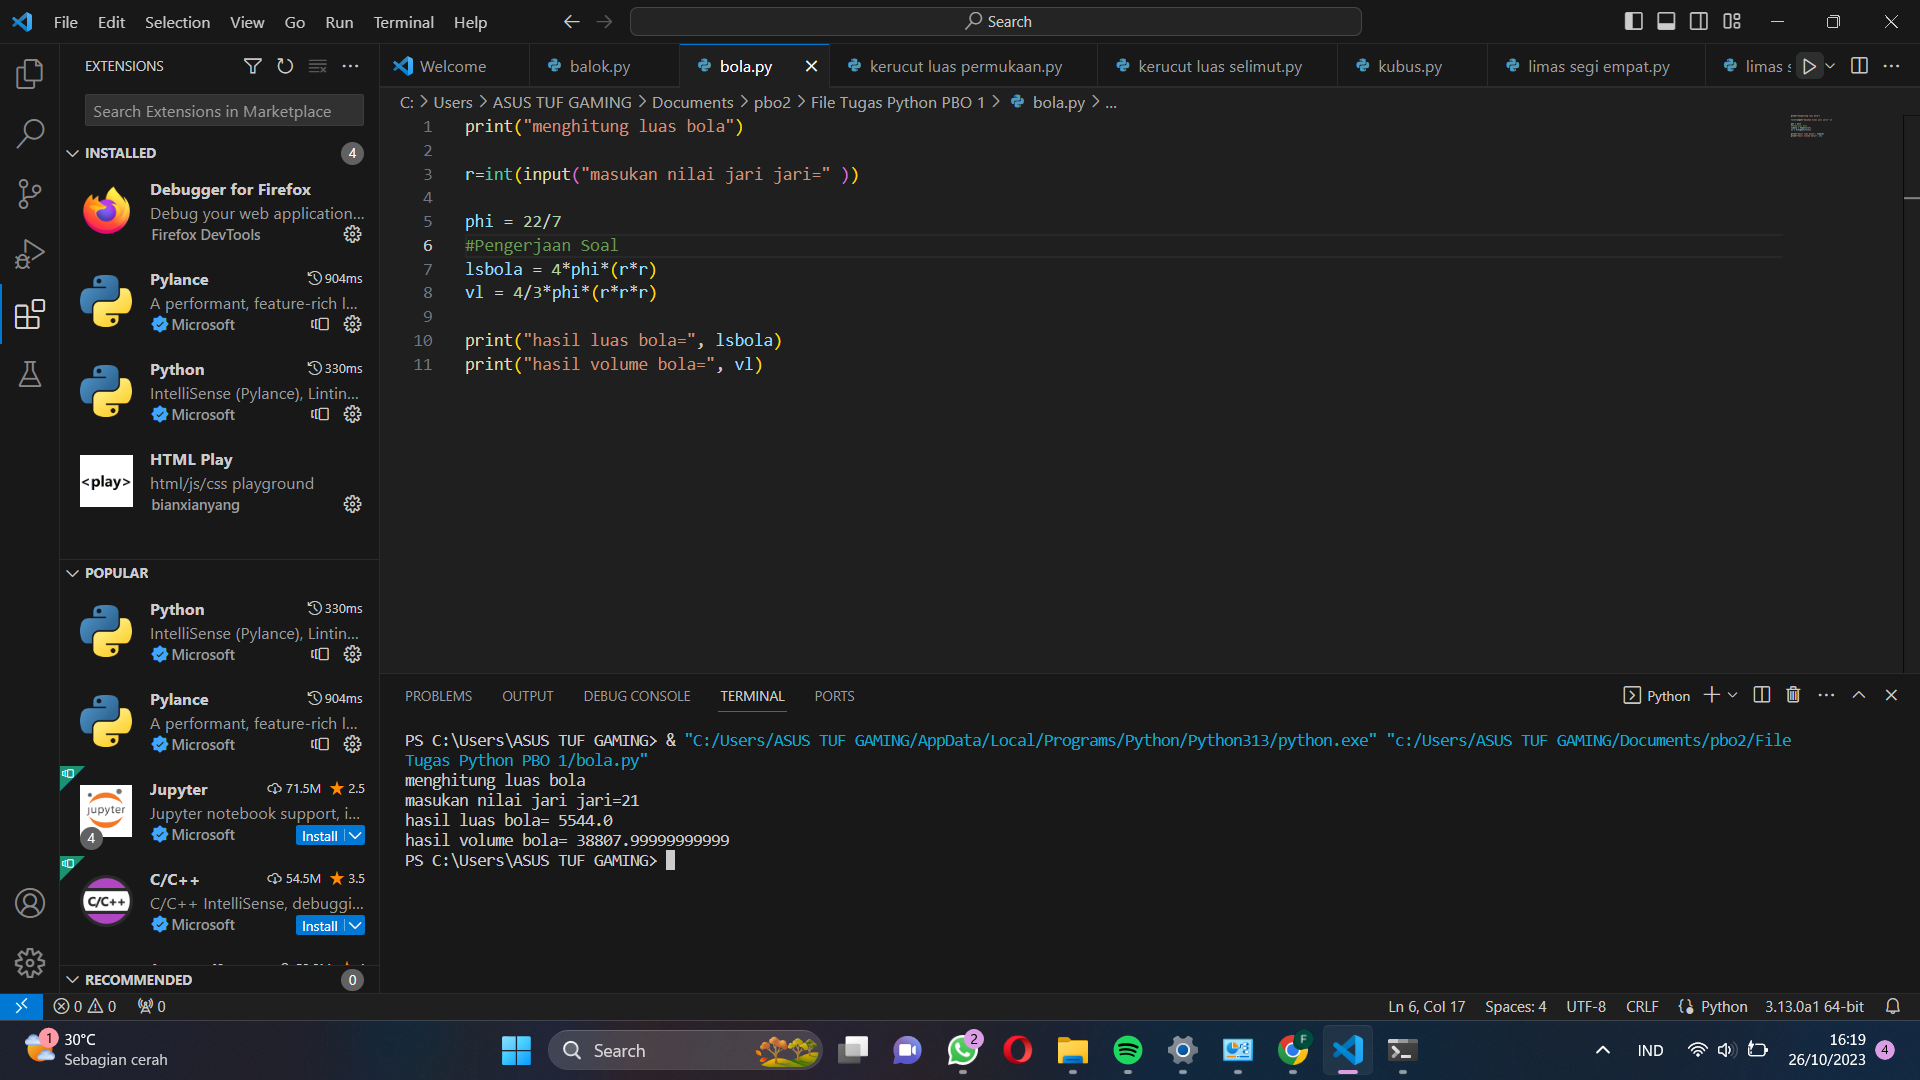 File Edit Selection View Go Run Terminal Help
Search
EXTENSIONS
Search Extensions in Marketplace
INSTALLED 4
Debugger for Firefox
Debug your web application...
Firefox DevTools
Pylance 904ms
A performant, feature-rich l...
Microsoft
Python 330ms
IntelliSense (Pylance), Lintin...
Microsoft
<play>
HTML Play
html/js/css playground
bianxianyang
POPULAR
Python 330ms
IntelliSense (Pylance), Lintin...
Microsoft
Pylance 904ms
A performant, feature-rich l...
Microsoft
Jupyter 71.5M 2.5
jupyter
Jupyter notebook support, i...
4
Microsoft Install
C/C++ 54.5M 3.5
C/C++
C/C++ IntelliSense, debuggi...
Microsoft Install
RECOMMENDED 0
Welcome balok.py bola.py kerucut luas permukaan.py kerucut luas selimut.py kubus.py limas segi empat.py limas s
C: > Users > ASUS TUF GAMING > Documents > pbo2 > File Tugas Python PBO 1 > bola.py > ...
1 print("menghitung luas bola")
2
3 r=int(input("masukan nilai jari jari=" ))
4
5 phi = 22/7
6 #Pengerjaan Soal
7 lsbola = 4*phi*(r*r)
8 vl = 4/3*phi*(r*r*r)
9
10 print("hasil luas bola=", lsbola)
11 print("hasil volume bola=", vl)
PROBLEMS OUTPUT DEBUG CONSOLE TERMINAL PORTS
Python
PS C:\Users\ASUS TUF GAMING> & "C:/Users/ASUS TUF GAMING/AppData/Local/Programs/Python/Python313/python.exe" "c:/Users/ASUS TUF GAMING/Documents/pbo2/File
Tugas Python PBO 1/bola.py"
menghitung luas bola
masukan nilai jari jari=21
hasil luas bola= 5544.0
hasil volume bola= 38807.99999999999
PS C:\Users\ASUS TUF GAMING>
0 0 0
Ln 6, Col 17 Spaces: 4 UTF-8 CRLF Python 3.13.0a1 64-bit
1
30°C
Sebagian cerah
Search
2
F
IND
16:19
26/10/2023
4